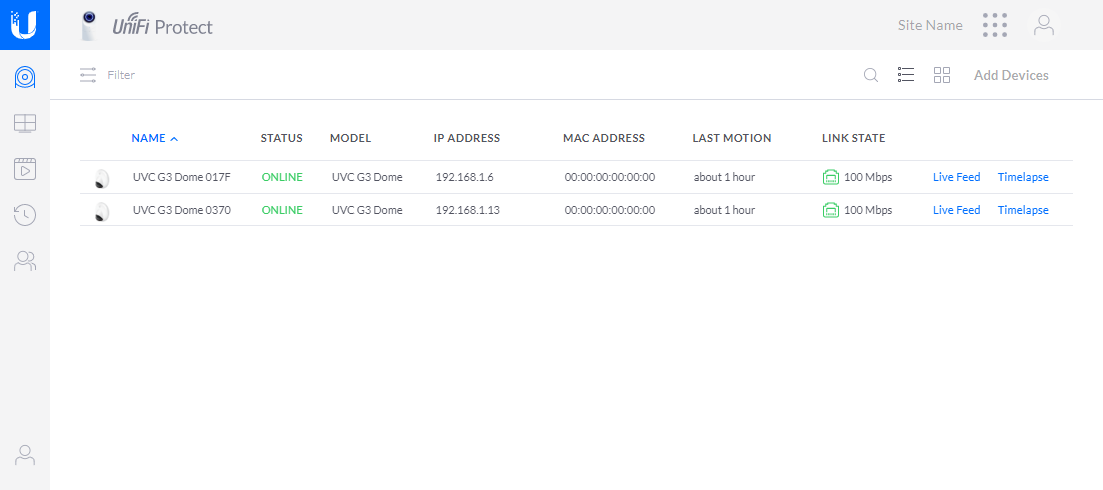 UniFi Protect
Site Name
Filter
Add Devices
NAME STATUS MODEL IP ADDRESS MAC ADDRESS LAST MOTION LINK STATE
UVC G3 Dome 017F ONLINE UVC G3 Dome 192.168.1.6 00:00:00:00:00:00 about 1 hour 100 Mbps Live Feed Timelapse
UVC G3 Dome 0370 ONLINE UVC G3 Dome 192.168.1.13 00:00:00:00:00:00 about 1 hour 100 Mbps Live Feed Timelapse